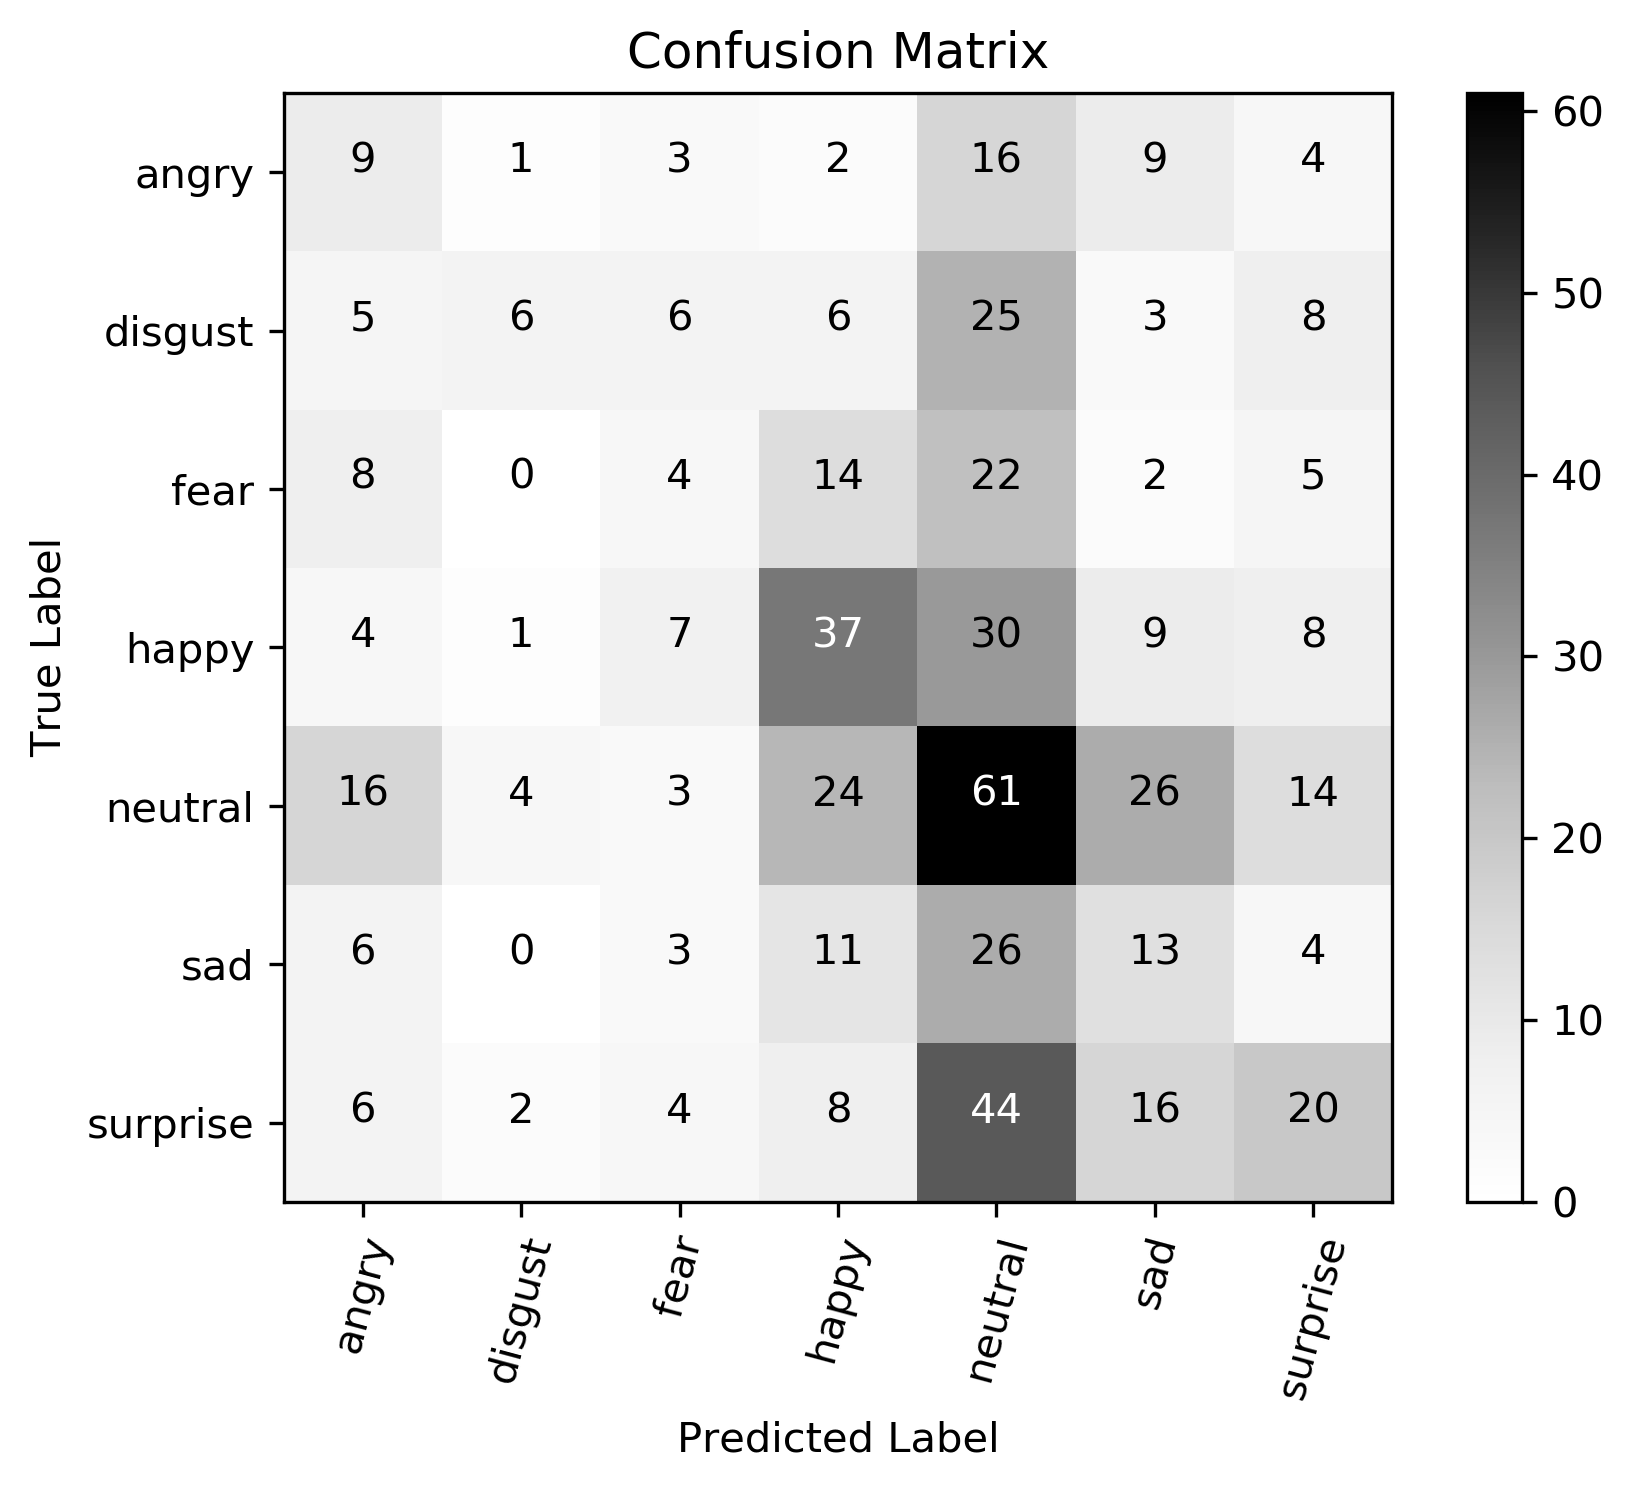 Confusion Matrix
angry 9 1 3 2 16 9 4
disgust 5 6 6 6 25 3 8
fear 8 0 4 14 22 2 5
happy 4 1 7 37 30 9 8
neutral 16 4 3 24 61 26 14
sad 6 0 3 11 26 13 4
surprise 6 2 4 8 44 16 20
True Label
angry disgust fear happy neutral sad surprise
Predicted Label
60
50
40
30
20
10
0